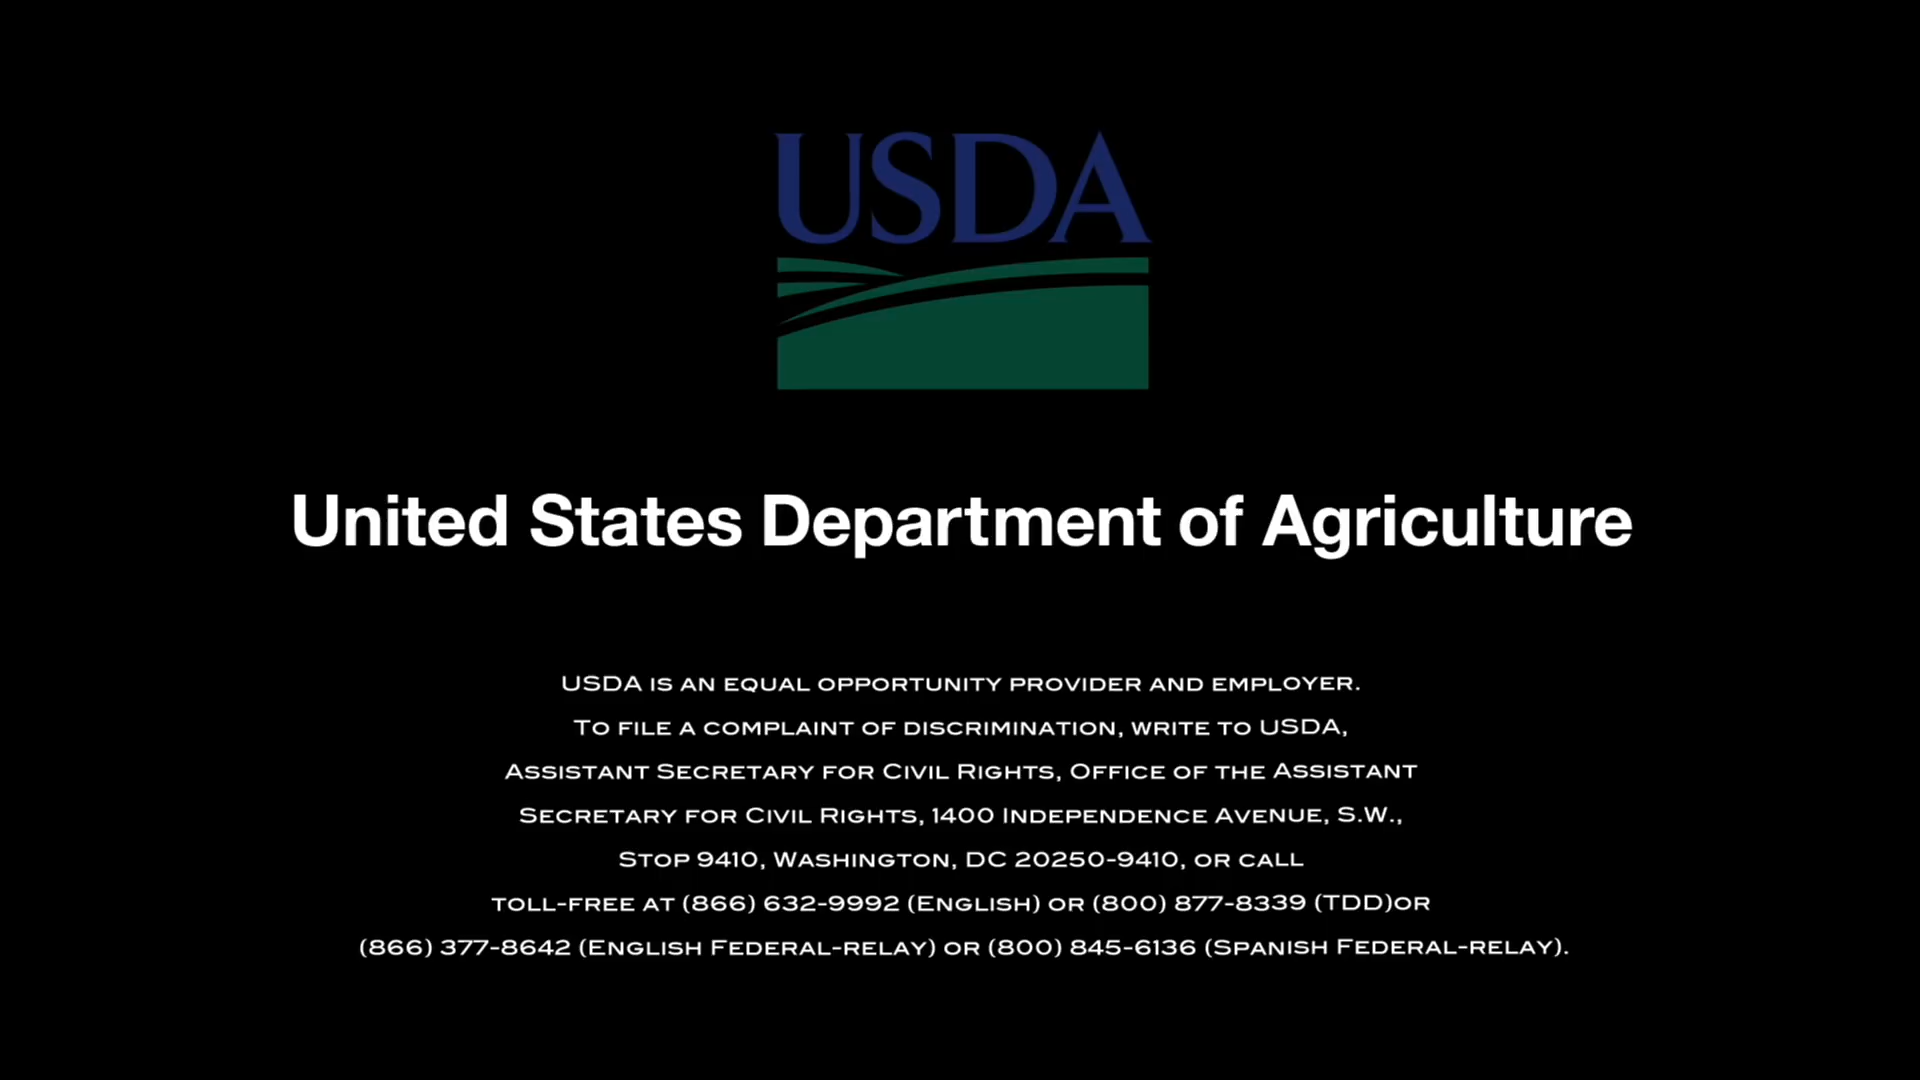 USDA
United States Department of Agriculture
USDA is an equal opportunity provider and employer.
To file a complaint of discrimination, write to USDA,
Assistant Secretary for Civil Rights, Office of the Assistant
Secretary for Civil Rights, 1400 Independence Avenue, S.W.,
Stop 9410, Washington, DC 20250-9410, or call
toll-free at (866) 632-9992 (English) or (800) 877-8339 (TDD)or
(866) 377-8642 (English Federal-relay) or (800) 845-6136 (Spanish Federal-relay).